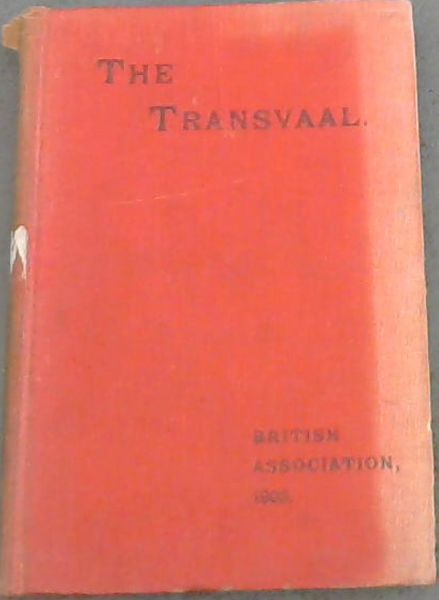 THE
TRANSVAAL.
BRITISH
ASSOCIATION,